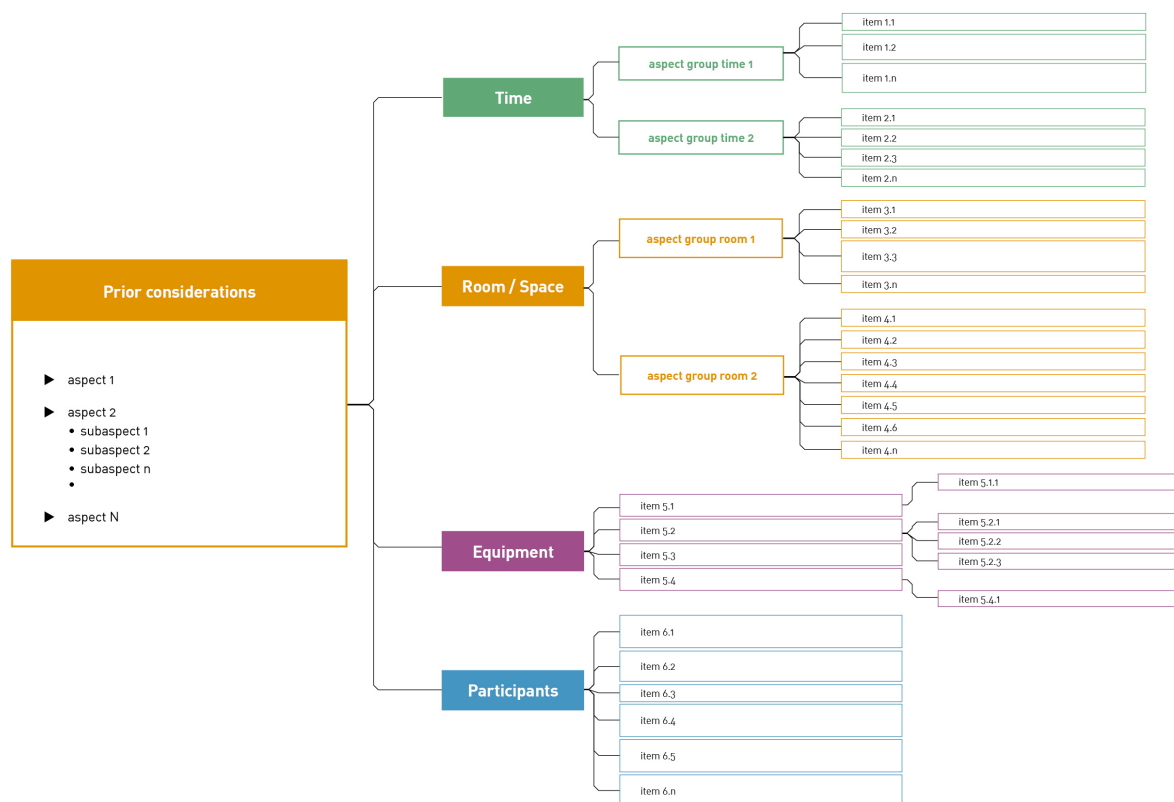 Prior considerations
▶ aspect 1
▶ aspect 2
• subaspect 1
• subaspect 2
• subaspect n
•
▶ aspect N
Time
aspect group time 1
item 1.1
item 1.2
item 1.n
aspect group time 2
item 2.1
item 2.2
item 2.3
item 2.n
Room / Space
aspect group room 1
item 3.1
item 3.2
item 3.3
item 3.n
aspect group room 2
item 4.1
item 4.2
item 4.3
item 4.4
item 4.5
item 4.6
item 4.n
Equipment
item 5.1
item 5.1.1
item 5.2
item 5.2.1
item 5.2.2
item 5.2.3
item 5.3
item 5.4
item 5.4.1
Participants
item 6.1
item 6.2
item 6.3
item 6.4
item 6.5
item 6.n